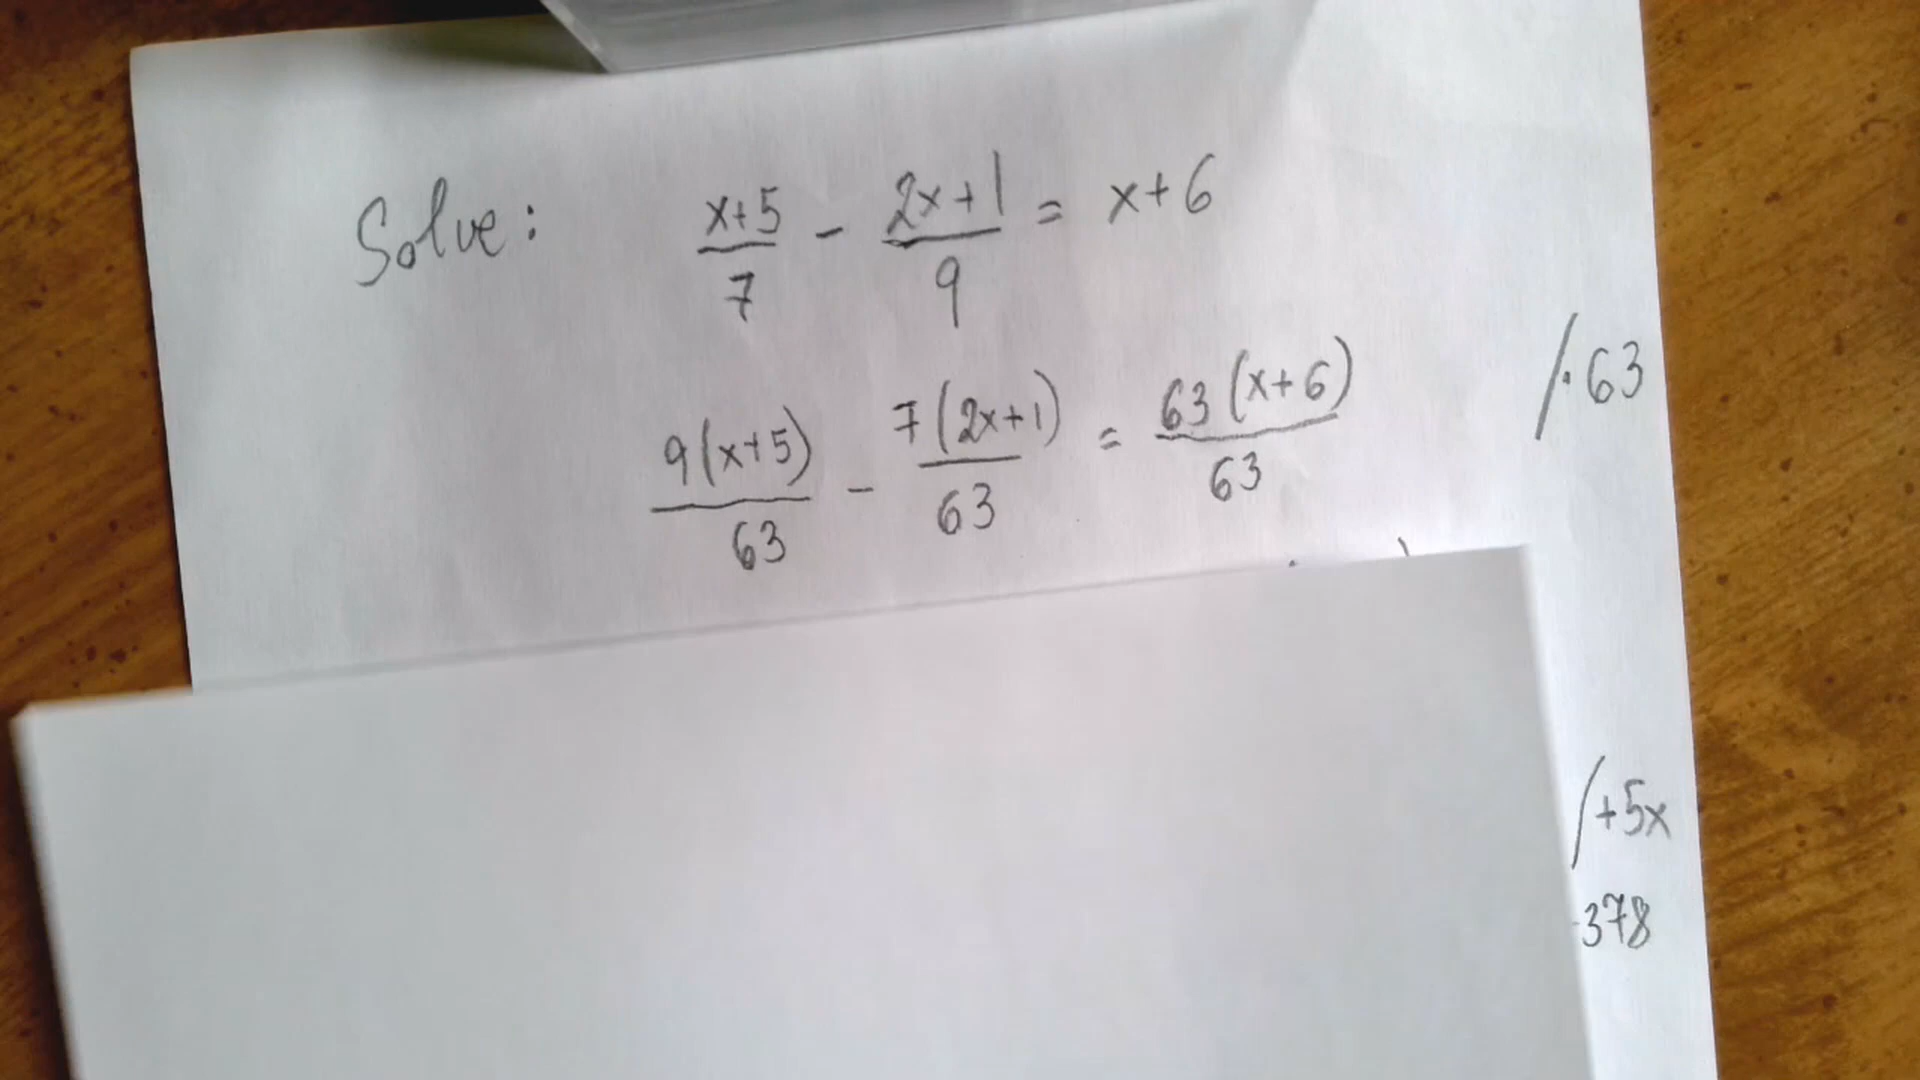 Solve: x+5/7 - 2x+1/9 = x+6
9(x+5)/63 - 7(2x+1)/63 = 63(x+6)/63 /·63
/+5x
-378